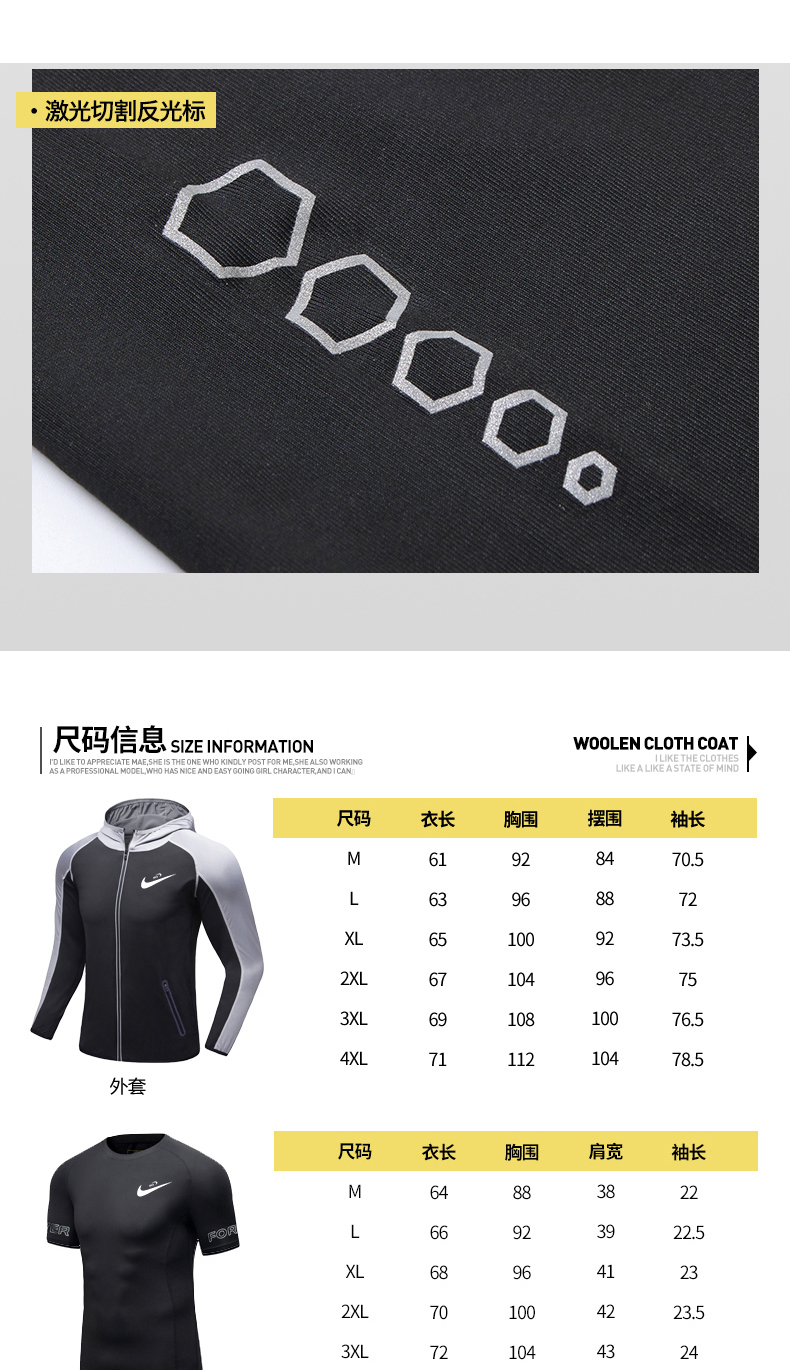 ·激光切割反光标
尺码信息 SIZE INFORMATION
I'D LIKE TO APPRECIATE MAE,SHE IS THE ONE WHO KINDLY POST FOR ME,SHE ALSO WORKING
AS A PROFESSIONAL MODEL,WHO HAS NICE AND EASY GOING GIRL CHARACTER,AND I CAN
WOOLEN CLOTH COAT
I LIKE THE CLOTHES
LIKE A LIKE A STATE OF MIND
尺码 衣长 胸围 摆围 袖长
M 61 92 84 70.5
L 63 96 88 72
XL 65 100 92 73.5
2XL 67 104 96 75
3XL 69 108 100 76.5
4XL 71 112 104 78.5
外套
尺码 衣长 胸围 肩宽 袖长
M 64 88 38 22
L 66 92 39 22.5
XL 68 96 41 23
2XL 70 100 42 23.5
3XL 72 104 43 24